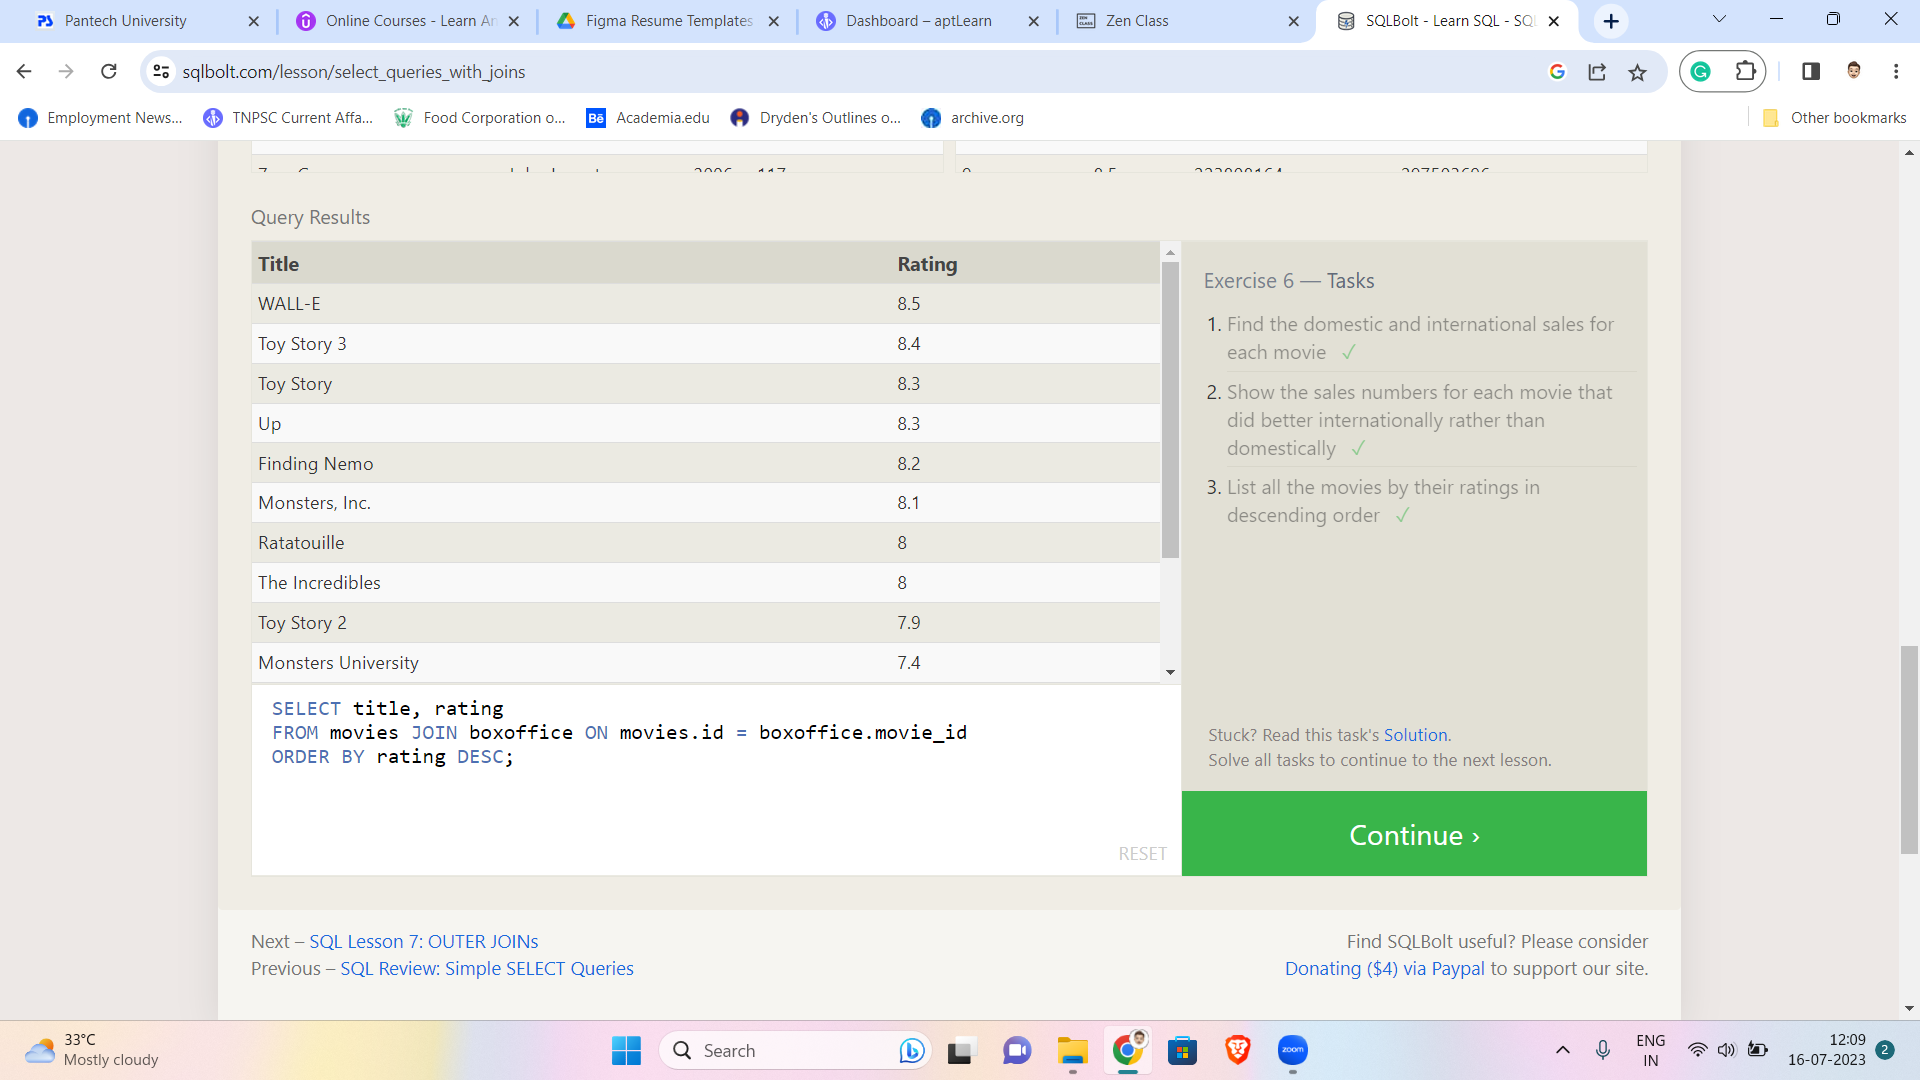 Pantech University
Online Courses - Learn An
Figma Resume Templates
Dashboard – aptLearn
Zen Class
SQLBolt - Learn SQL - SQL
sqlbolt.com/lesson/select_queries_with_joins
Employment News...
TNPSC Current Affa...
Food Corporation o...
Bē Academia.edu
Dryden's Outlines o...
archive.org
Other bookmarks
Query Results
Title Rating
WALL-E 8.5
Toy Story 3 8.4
Toy Story 8.3
Up 8.3
Finding Nemo 8.2
Monsters, Inc. 8.1
Ratatouille 8
The Incredibles 8
Toy Story 2 7.9
Monsters University 7.4
Exercise 6 — Tasks
1. Find the domestic and international sales for
each movie ✓
2. Show the sales numbers for each movie that
did better internationally rather than
domestically ✓
3. List all the movies by their ratings in
descending order ✓
SELECT title, rating
FROM movies JOIN boxoffice ON movies.id = boxoffice.movie_id
ORDER BY rating DESC;
RESET
Stuck? Read this task's Solution.
Solve all tasks to continue to the next lesson.
Continue ›
Next – SQL Lesson 7: OUTER JOINs
Previous – SQL Review: Simple SELECT Queries
Find SQLBolt useful? Please consider
Donating ($4) via Paypal to support our site.
33°C
Mostly cloudy
Search
zoom
ENG
IN
12:09
16-07-2023
2